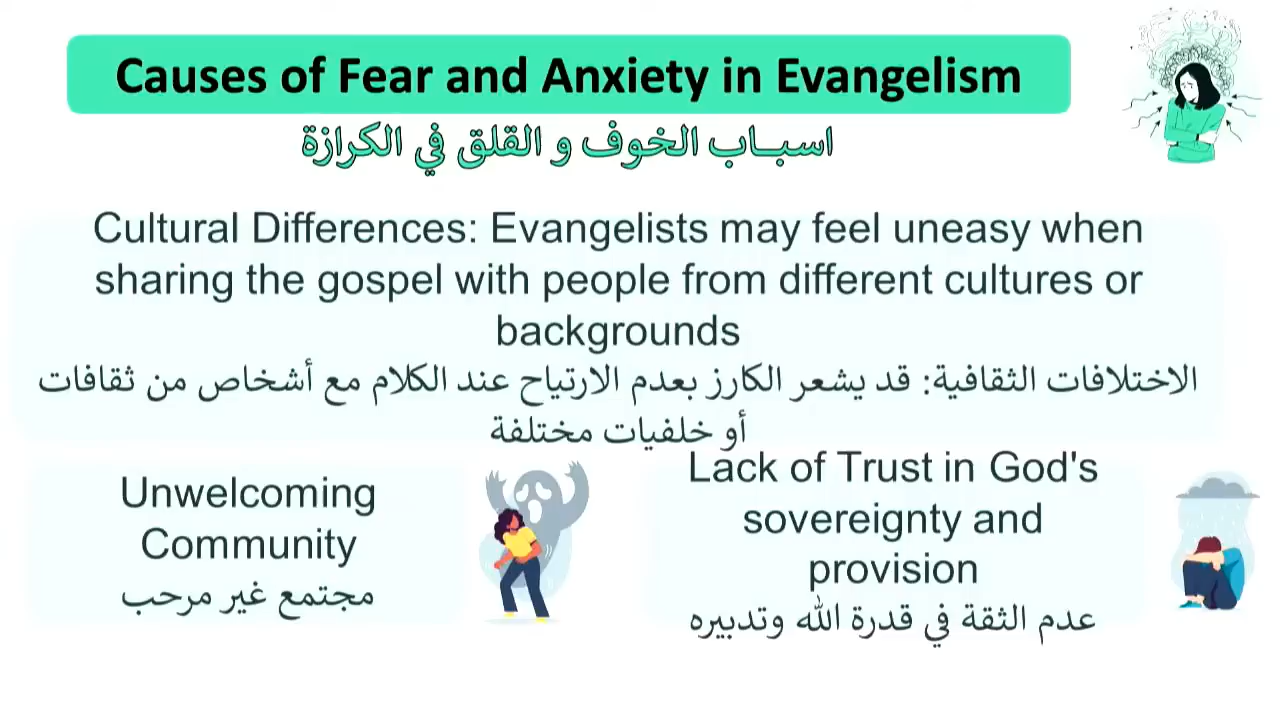 Causes of Fear and Anxiety in Evangelism
اسباب الخوف و القلق في الكرازة
Cultural Differences: Evangelists may feel uneasy when
sharing the gospel with people from different cultures or
backgrounds
الاختلافات الثقافية: قد يشعر الكارز بعدم الارتياح عند الكلام مع أشخاص من ثقافات
أو خلفيات مختلفة
Unwelcoming
Community
مجتمع غير مرحب
Lack of Trust in God's
sovereignty and
provision
عدم الثقة في قدرة الله وتدبيره